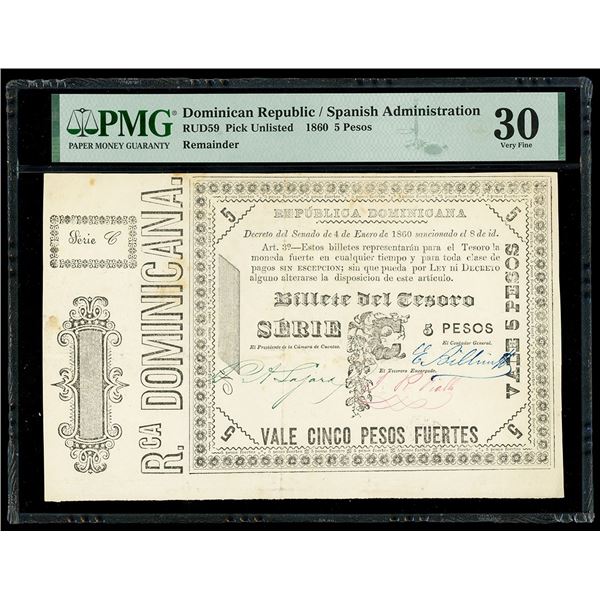 PMG® Dominican Republic / Spanish Administration 30
RUD59 Pick Unlisted 1860 5 Pesos Very Fine
PAPER MONEY GUARANTY Remainder
Série C
R.CA DOMINICANA.
5 5
REPÚBLICA DOMINICANA
Decreto del Senado de 4 de Enero de 1860 sancionado el 8 de id.
Art. 3º—Estos billetes representarán para el Tesoro la
moneda fuerte en cualquier tiempo y para toda clase de
pagos SIN ESCEPCION; sin que pueda por LEY ni DECRETO
alguno alterarse la disposicion de este artículo.
Billete del Tesoro
SÉRIE C 5 PESOS
El Presidente de la Cámara de Cuentas. El Contador General.
El Tesorero Encargado.
VALE 5 PESOS
5 5
VALE CINCO PESOS FUERTES